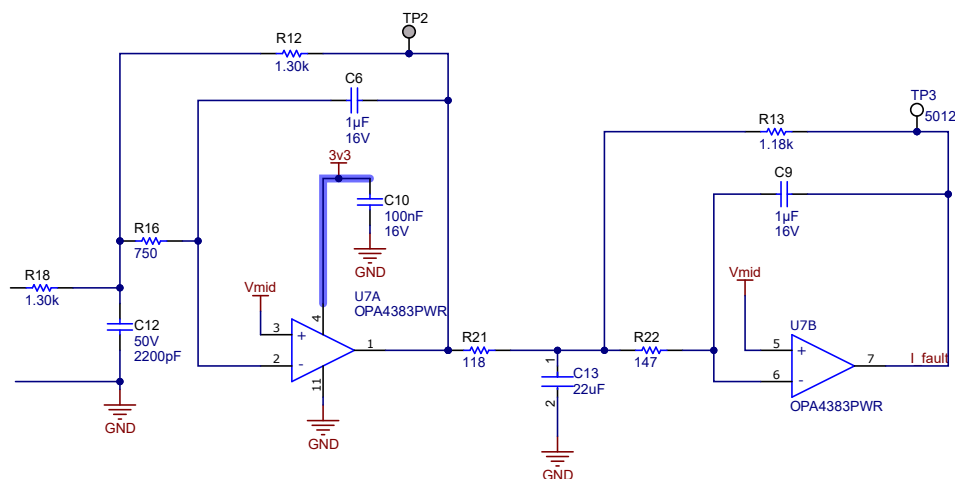 TP2
R12
1.30k
C6
1µF
16V
TP3
5012
R13
1.18k
3v3
C9
1µF
16V
C10
100nF
16V
GND
R16
750
R18
1.30k
Vmid
U7A
OPA4383PWR
4
3
+
2
-
1
11
GND
C12
50V
2200pF
GND
R21
118
R22
147
1
C13
22uF
2
GND
Vmid
U7B
5
+
6
-
7
I_fault
OPA4383PWR